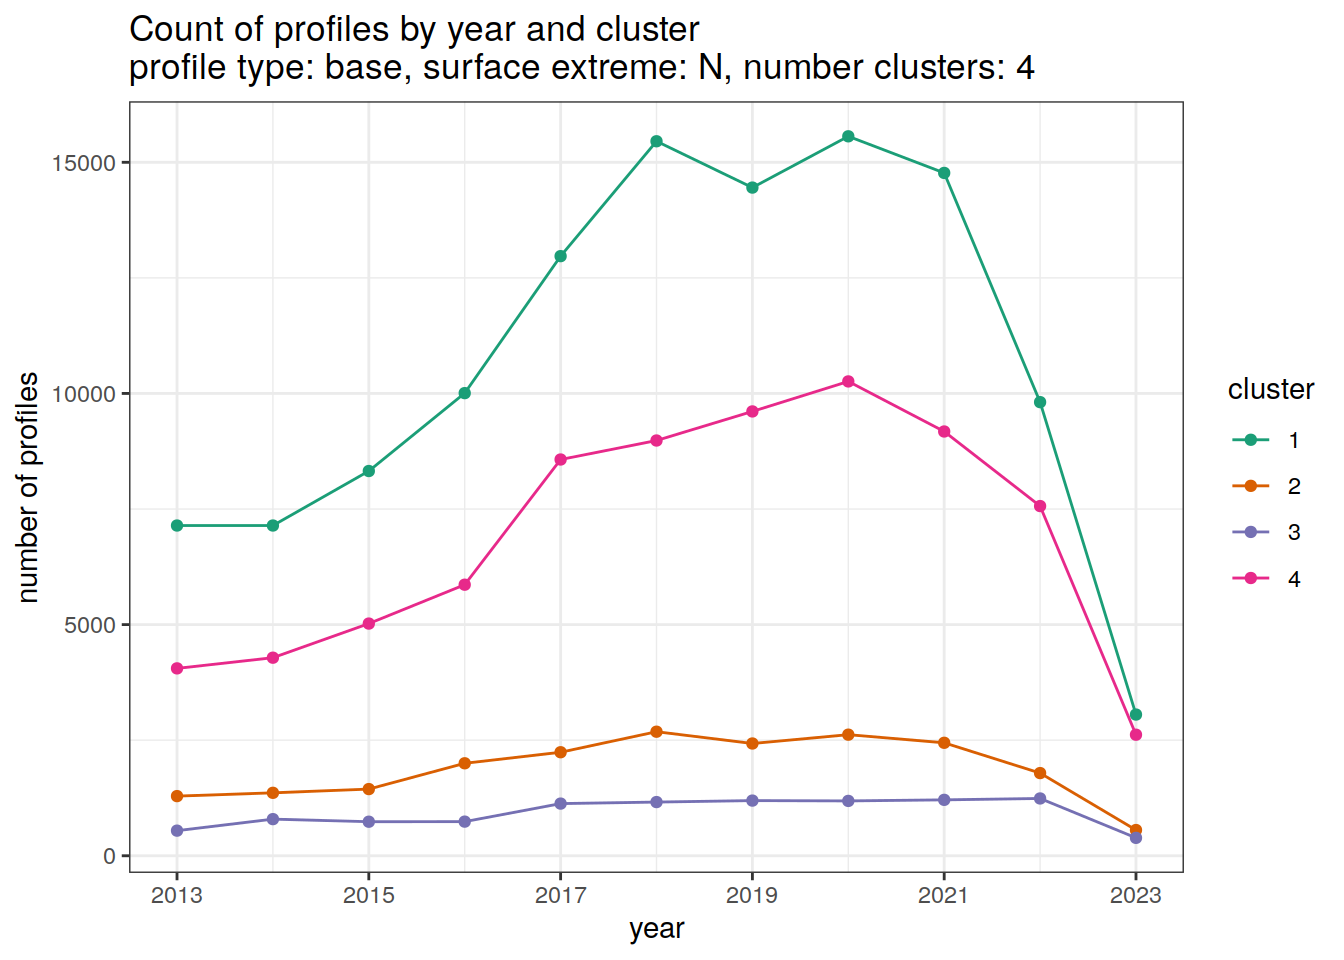 Count of profiles by year and cluster
profile type: base, surface extreme: N, number clusters: 4
15000
10000
5000
0
number of profiles
2013 2015 2017 2019 2021 2023
year
cluster
1
2
3
4